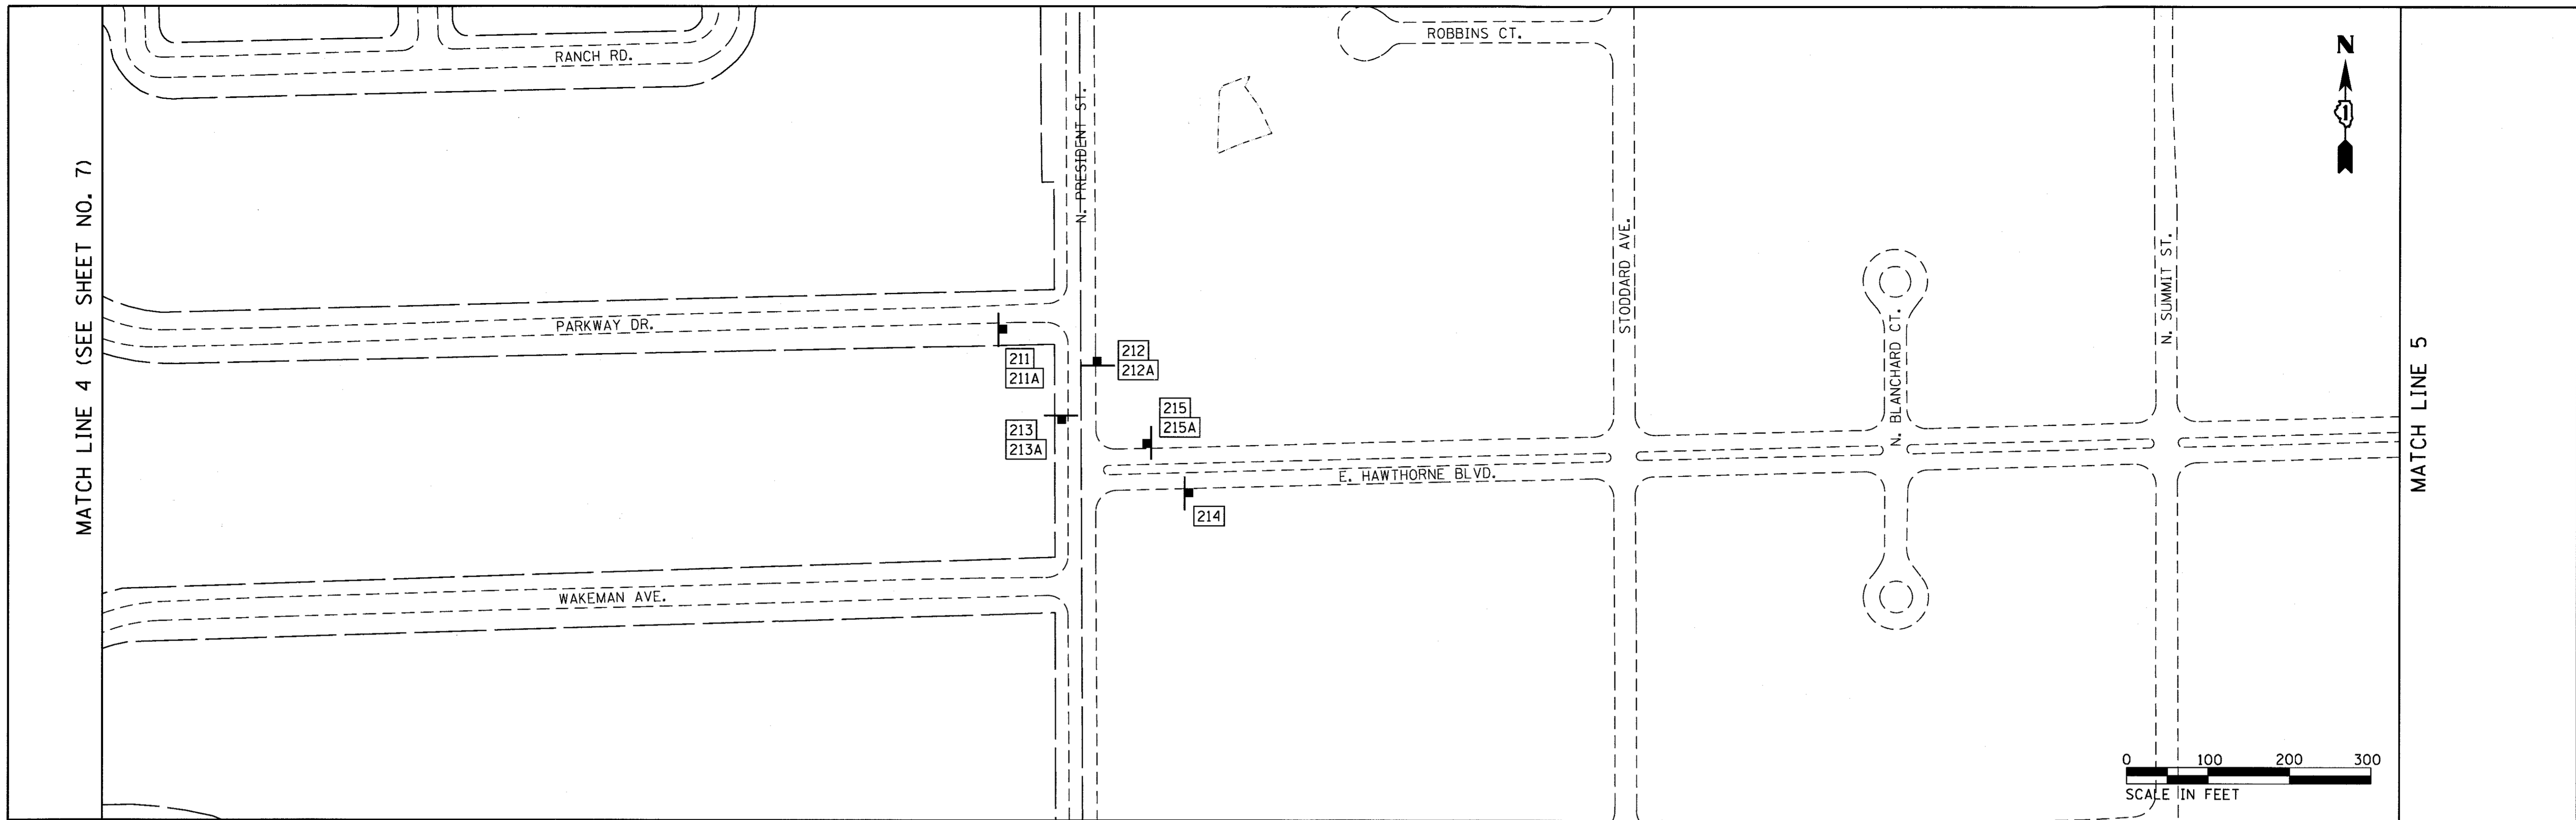 RANCH RD.
ROBBINS CT.
N
1
N. PRESIDENT ST.
MATCH LINE 4 (SEE SHEET NO. 7)
STODDARD AVE.
N. SUMMIT ST.
N. BLANCHARD CT.
PARKWAY DR.
211
211A
212
212A
MATCH LINE 5
213
213A
215
215A
E. HAWTHORNE BLVD.
214
WAKEMAN AVE.
0 100 200 300
SCALE IN FEET